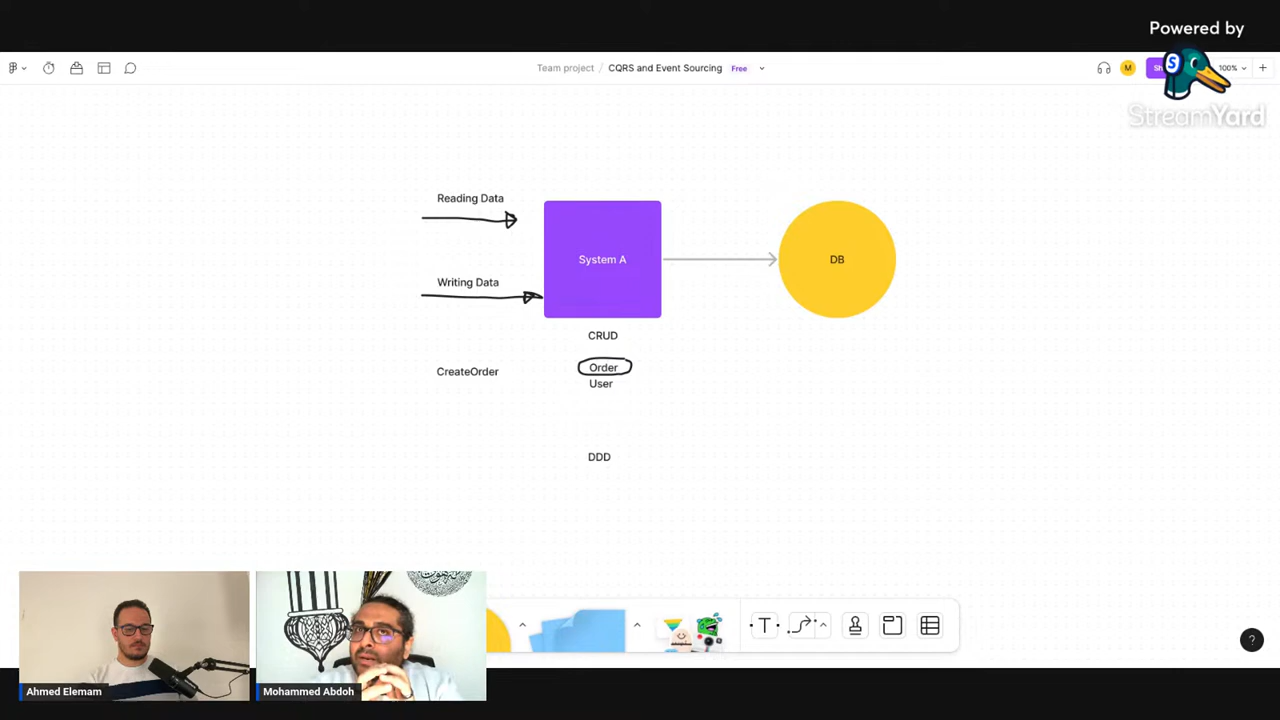 Powered by
StreamYard
Team project / CQRS and Event Sourcing Free
M
Sh
100%
Reading Data
System A
DB
Writing Data
CRUD
Order
CreateOrder
User
DDD
T
?
Ahmed Elemam
Mohammed Abdoh